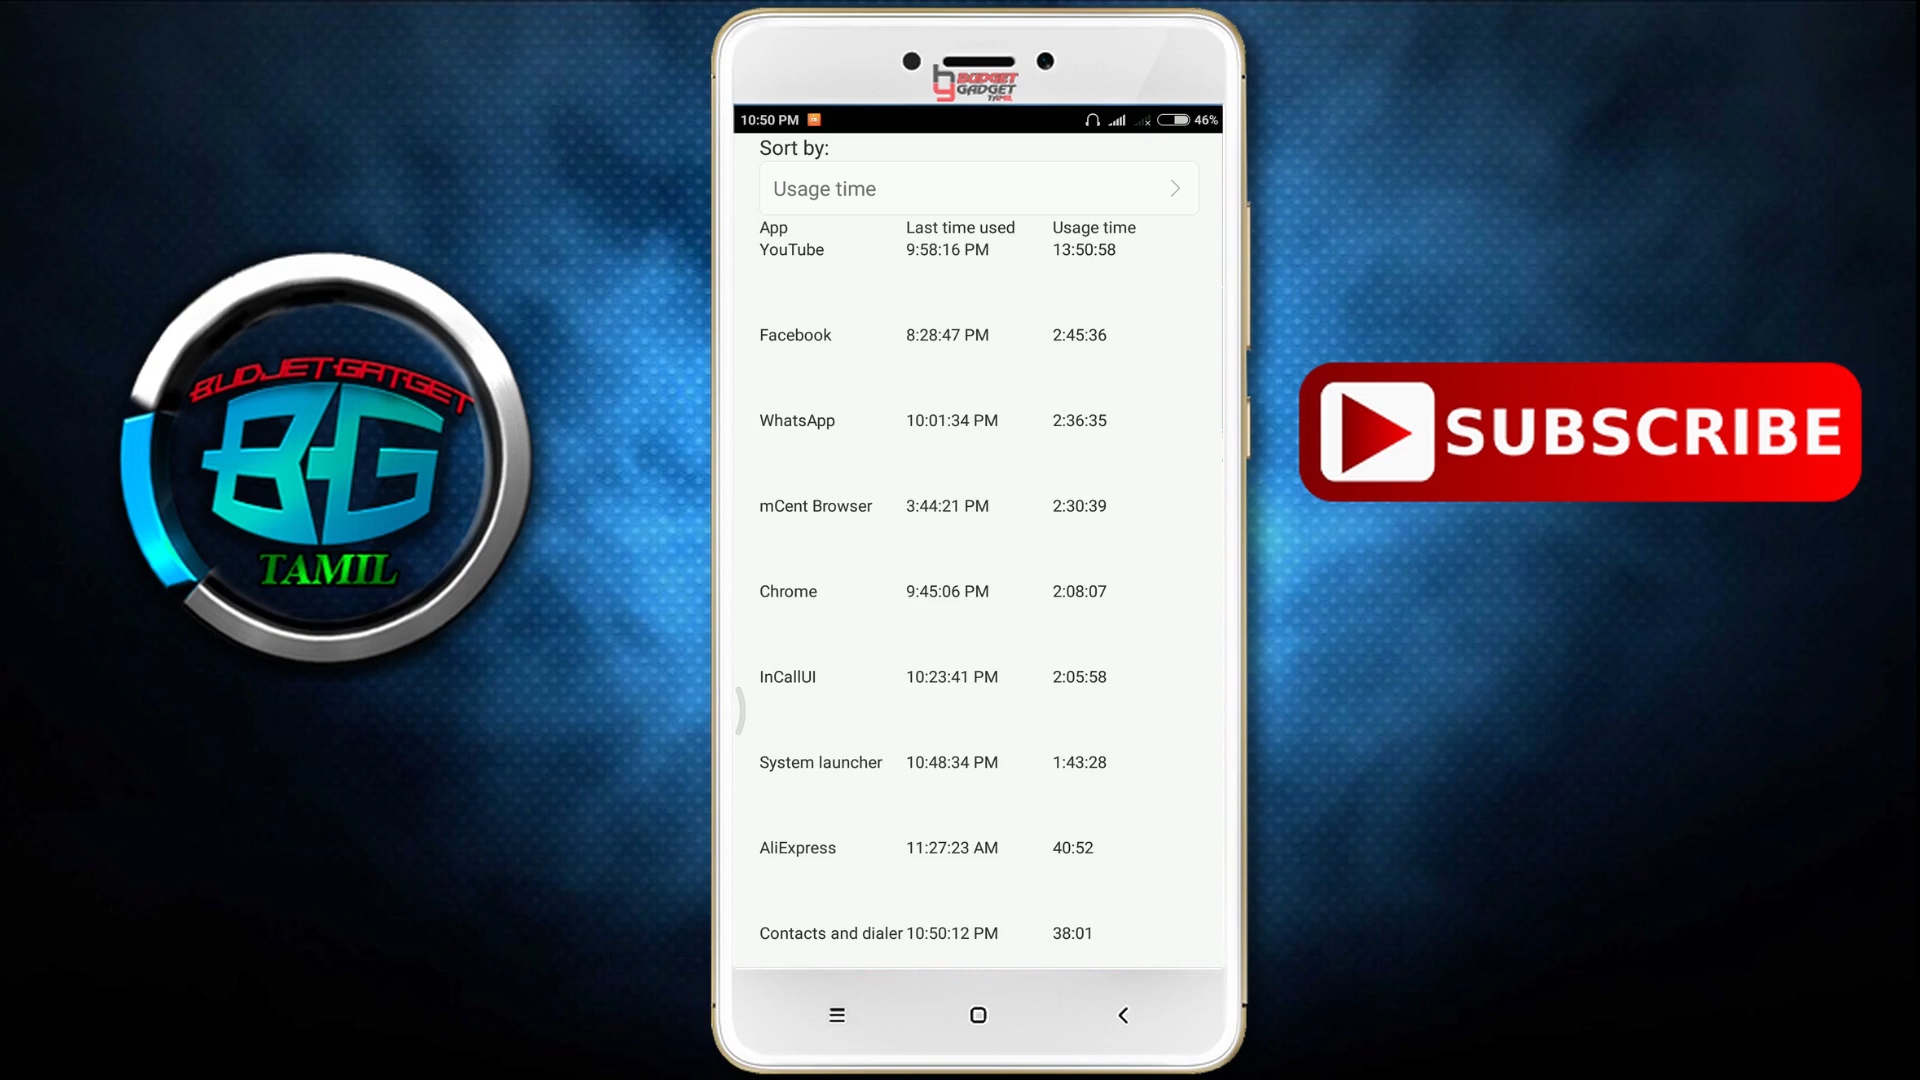 BUDGET
GADGET
TAMIL
10:50 PM 46%
Sort by:
Usage time
App Last time used Usage time
YouTube 9:58:16 PM 13:50:58
Facebook 8:28:47 PM 2:45:36
WhatsApp 10:01:34 PM 2:36:35
mCent Browser 3:44:21 PM 2:30:39
Chrome 9:45:06 PM 2:08:07
InCallUI 10:23:41 PM 2:05:58
System launcher 10:48:34 PM 1:43:28
AliExpress 11:27:23 AM 40:52
Contacts and dialer 10:50:12 PM 38:01
BUDJET GATGET
BG
TAMIL
SUBSCRIBE